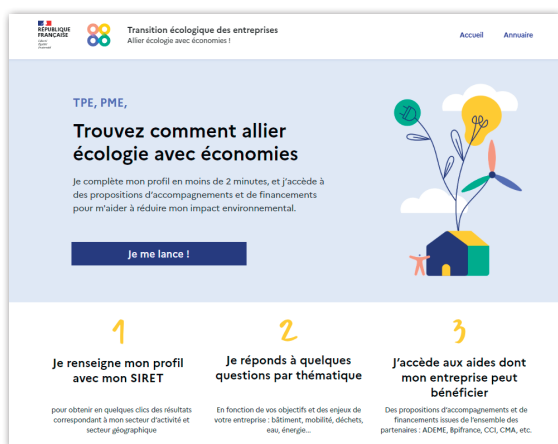 RÉPUBLIQUE
FRANÇAISE
Transition écologique des entreprises
Allier écologie avec économies !
Accueil
Annuaire
TPE, PME,
Trouvez comment allier
écologie avec économies
Je complète mon profil en moins de 2 minutes, et j'accède à
des propositions d'accompagnements et de financements
pour m'aider à réduire mon impact environnemental.
Je me lance !
1
Je renseigne mon profil
avec mon SIRET
pour obtenir en quelques clics des résultats
correspondant à mon secteur d'activité et
secteur géographique
2
Je réponds à quelques
questions par thématique
En fonction de vos objectifs et des enjeux de
votre entreprise : bâtiment, mobilité, déchets,
eau, énergie...
3
J'accède aux aides dont
mon entreprise peut
bénéficier
Des propositions d'accompagnements et de
financements issues de l'ensemble des
partenaires : ADEME, Bpifrance, CCI, CMA, etc.